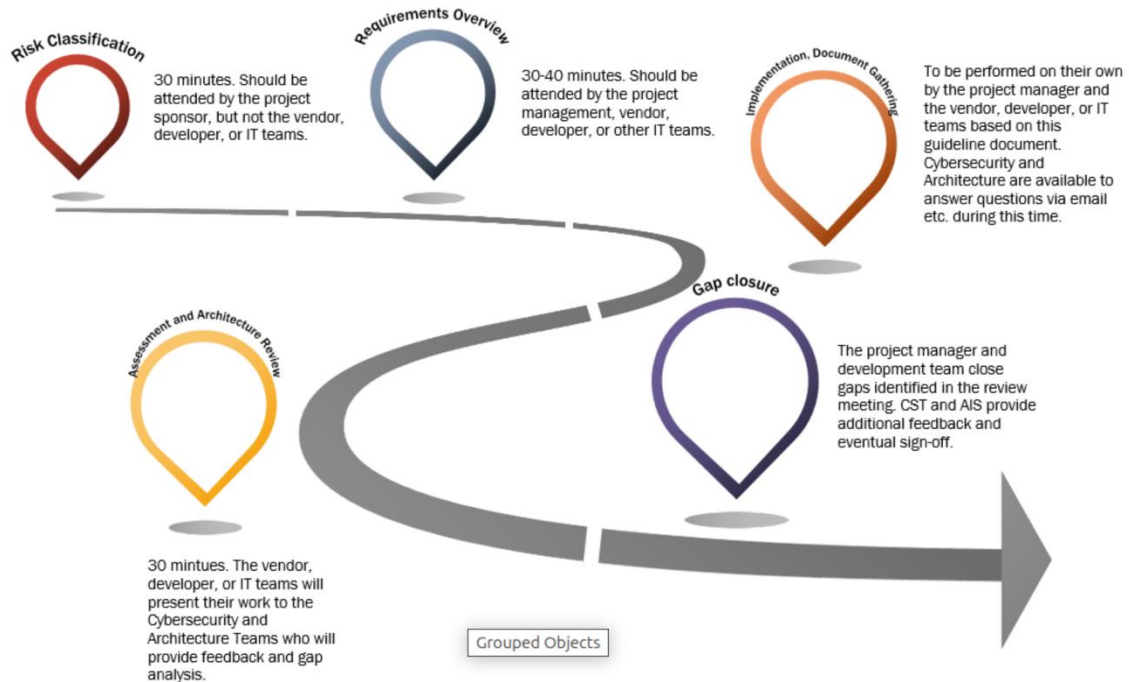 Risk Classification
30 minutes. Should be
attended by the project
sponsor, but not the vendor,
developer, or IT teams.
Requirements Overview
30-40 minutes. Should be
attended by the project
management, vendor,
developer, or other IT teams.
Implementation, Document Gathering
To be performed on their own
by the project manager and
the vendor, developer, or IT
teams based on this
guideline document.
Cybersecurity and
Architecture are available to
answer questions via email
etc. during this time.
Assessment and Architecture Review
30 mintues. The vendor,
developer, or IT teams will
present their work to the
Cybersecurity and
Architecture Teams who will
provide feedback and gap
analysis.
Gap closure
The project manager and
development team close
gaps identified in the review
meeting. CST and AIS provide
additional feedback and
eventual sign-off.
Grouped Objects